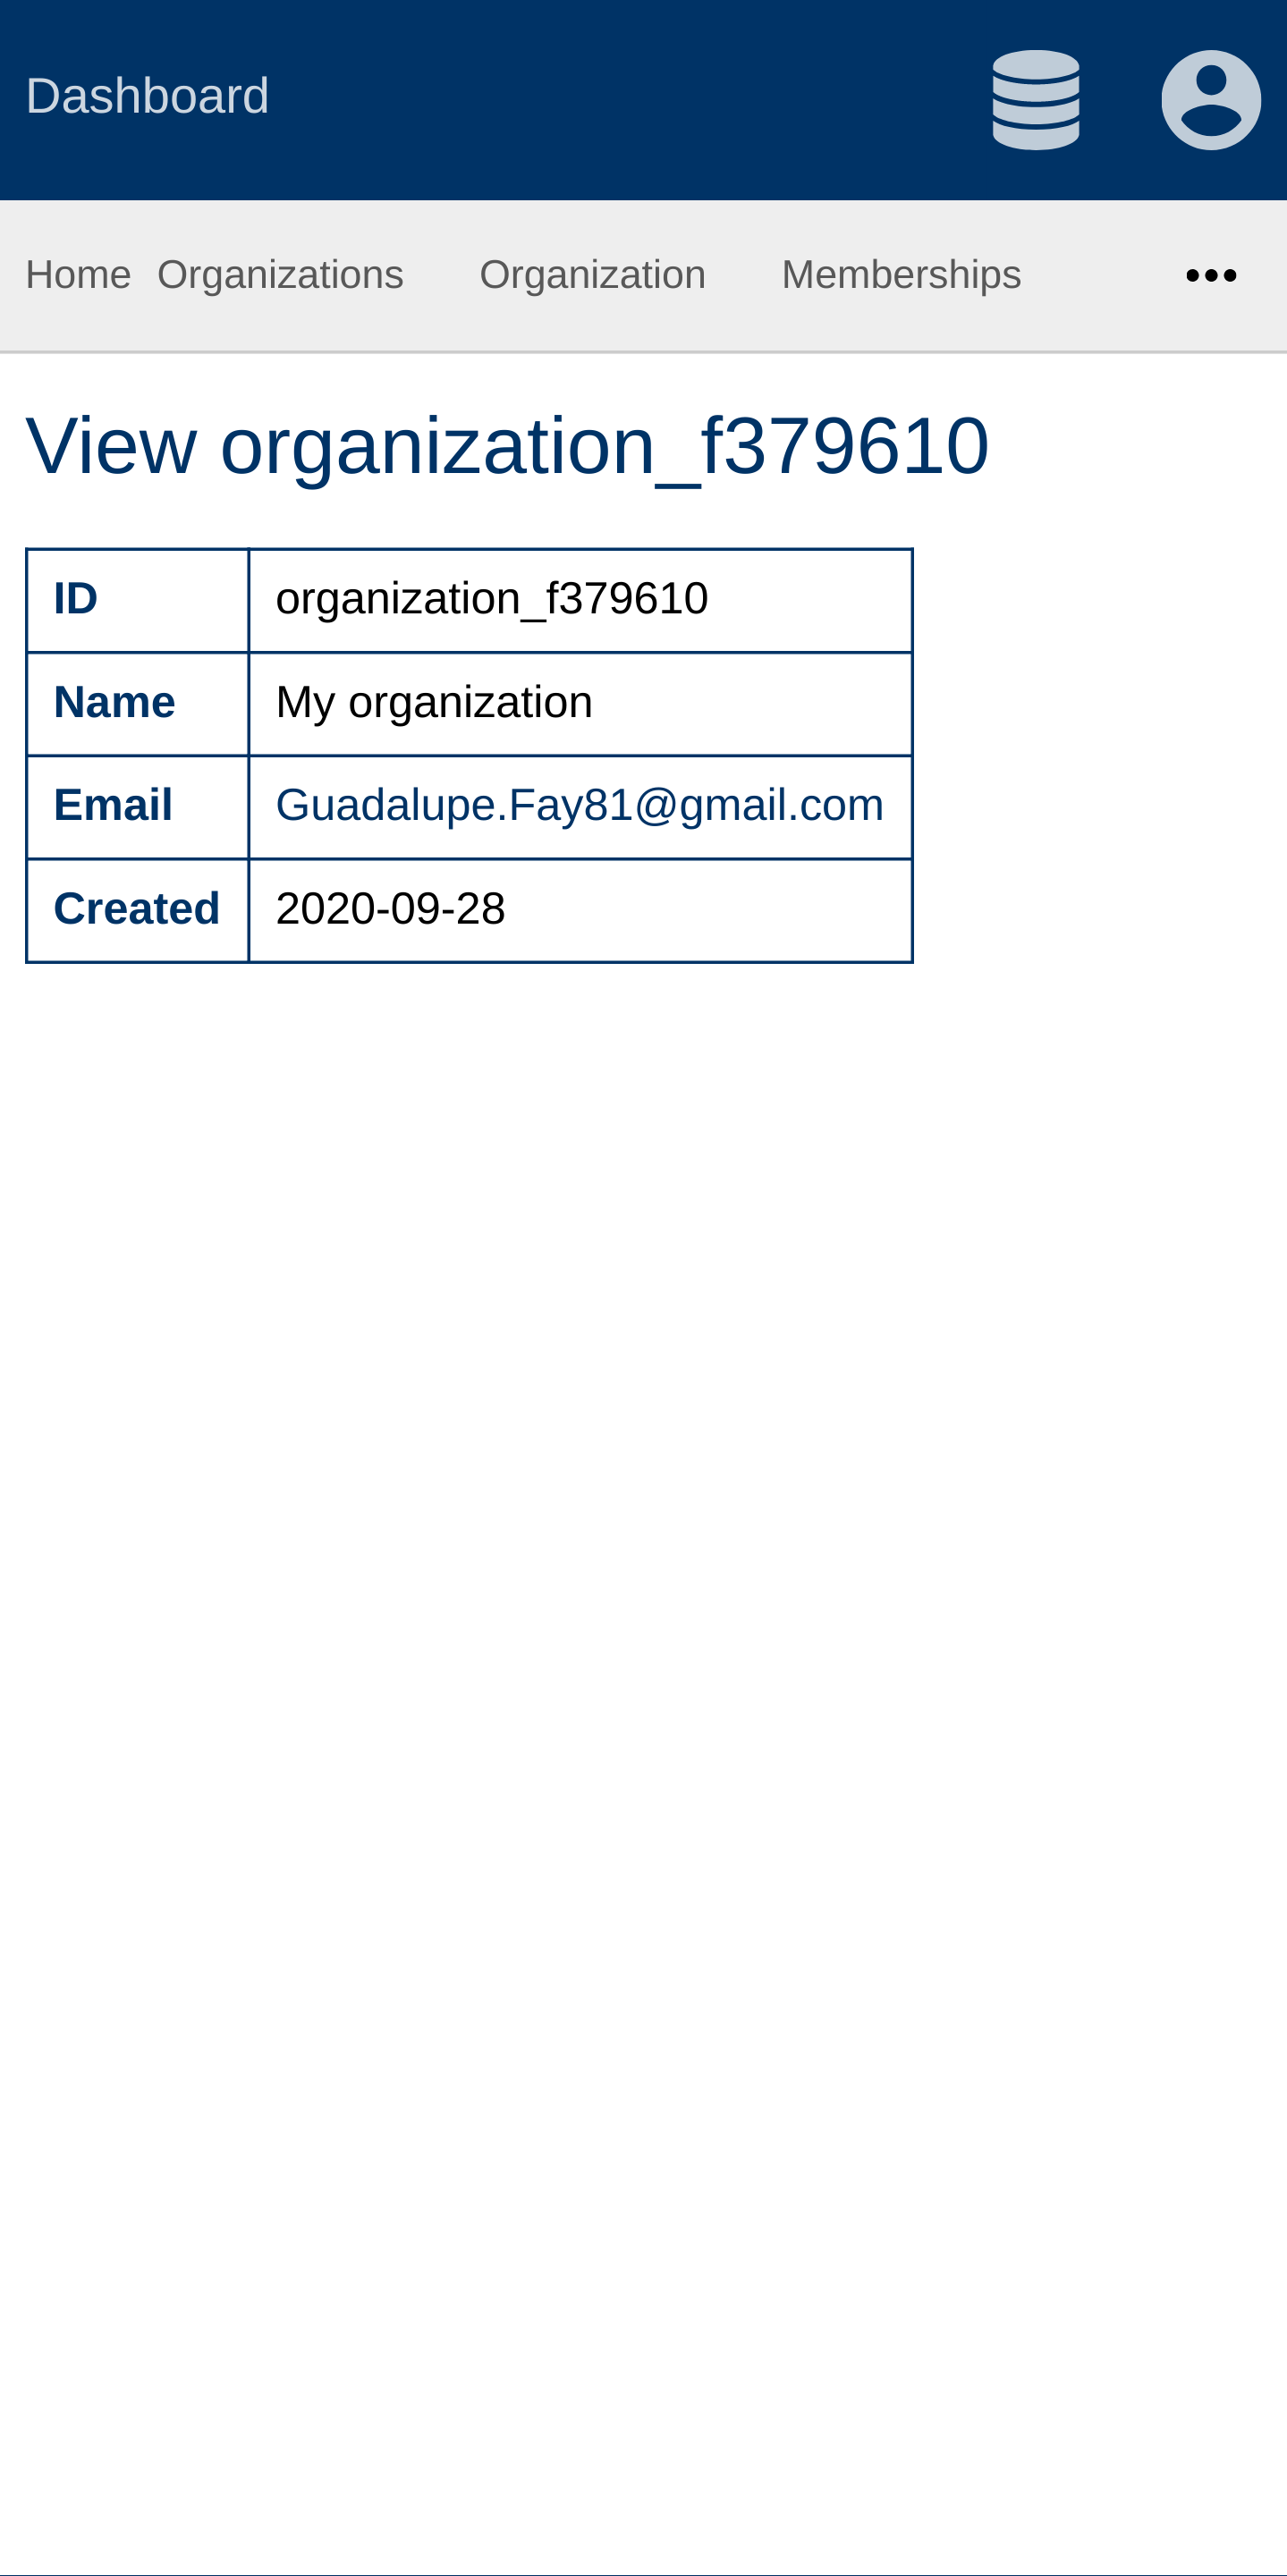 Dashboard
Home Organizations Organization Memberships
View organization_f379610
ID organization_f379610
Name My organization
Email Guadalupe.Fay81@gmail.com
Created 2020-09-28